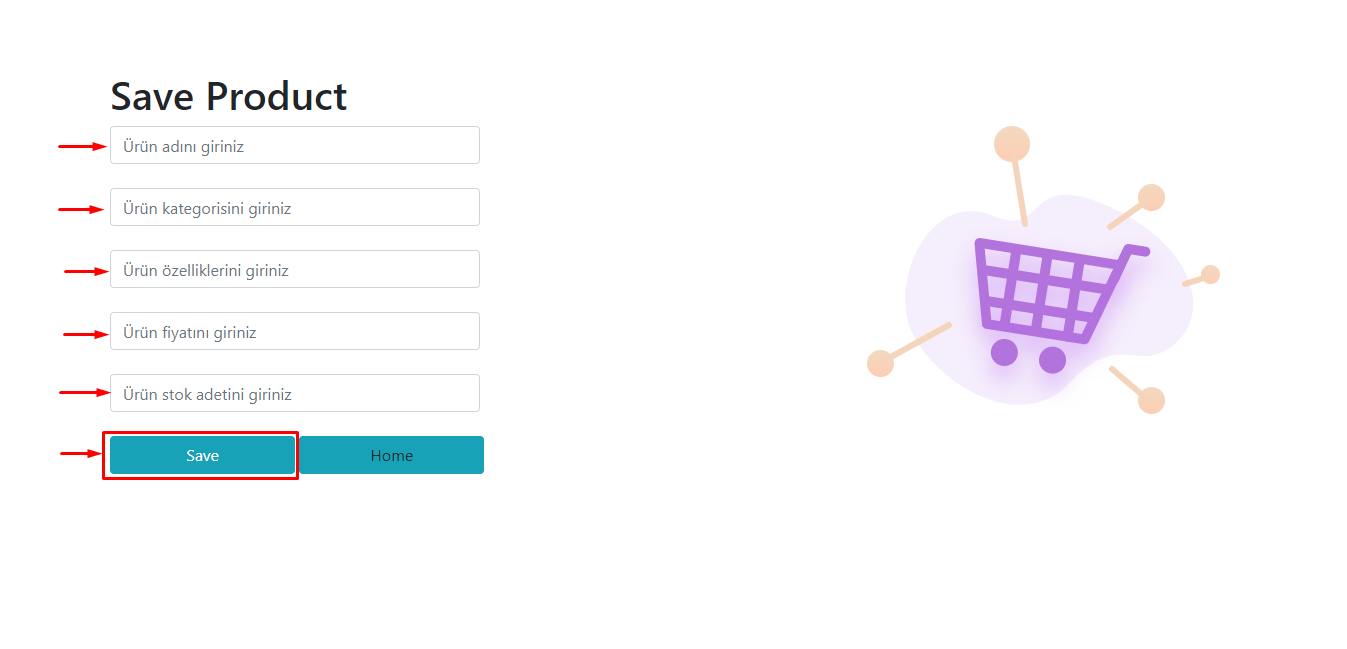 Save Product
Ürün adını giriniz
Ürün kategorisini giriniz
Ürün özelliklerini giriniz
Ürün fiyatını giriniz
Ürün stok adetini giriniz
Save Home